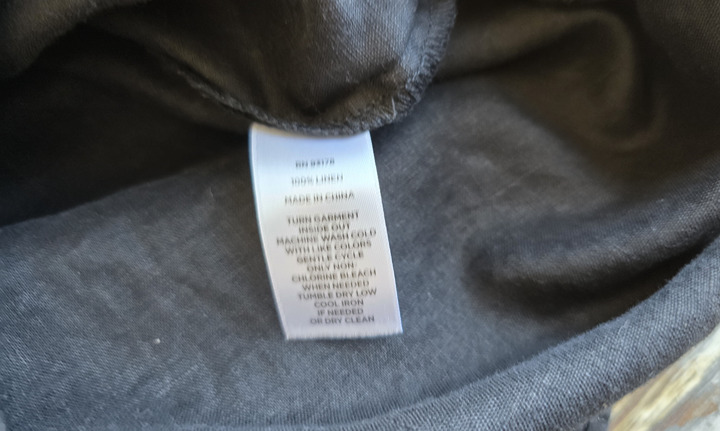 RN 93178
100% LINEN
MADE IN CHINA
TURN GARMENT
INSIDE OUT
MACHINE WASH COLD
WITH LIKE COLORS
GENTLE CYCLE
ONLY NON-
CHLORINE BLEACH
WHEN NEEDED
TUMBLE DRY LOW
COOL IRON
IF NEEDED
OR DRY CLEAN